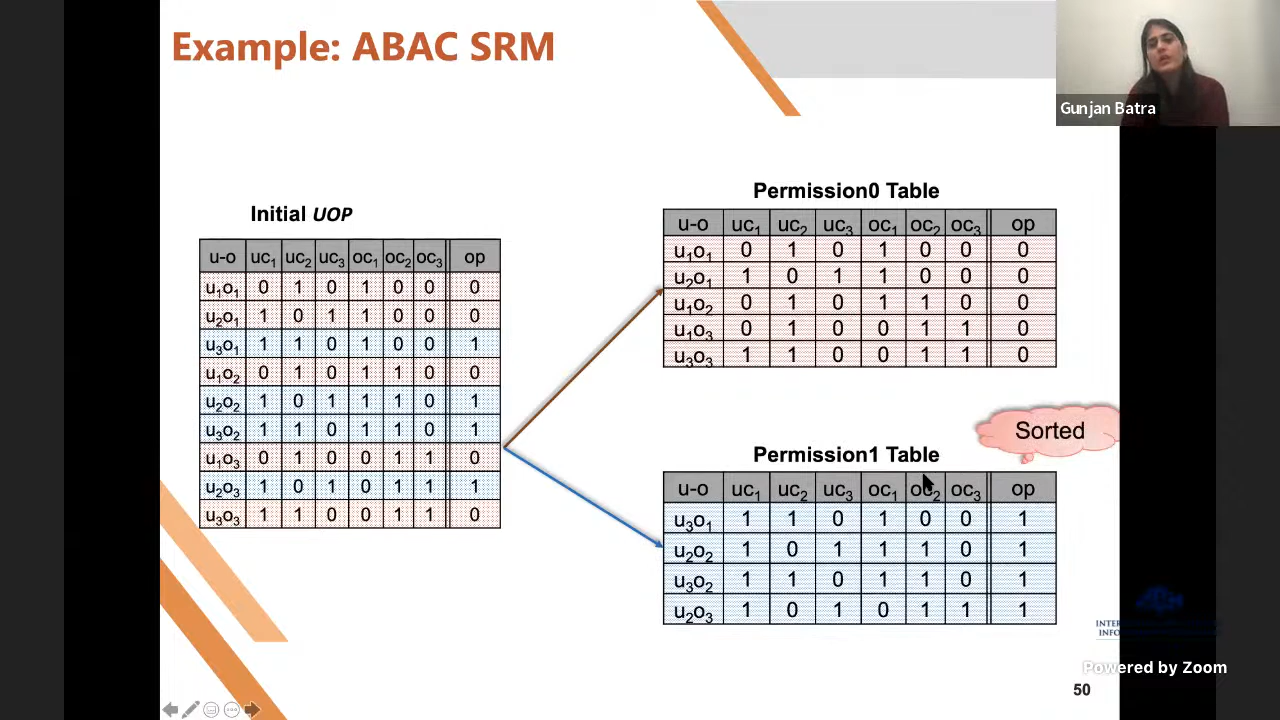 Example: ABAC SRM
Gunjan Batra
Initial UOP
u-o uc1 uc2 uc3 oc1 oc2 oc3 op
u1o1 0 1 0 1 0 0 0
u2o1 1 0 1 1 0 0 0
u3o1 1 1 0 1 0 0 1
u1o2 0 1 0 1 1 0 0
u2o2 1 0 1 1 1 0 1
u3o2 1 1 0 1 1 0 1
u1o3 0 1 0 0 1 1 0
u2o3 1 0 1 0 1 1 1
u3o3 1 1 0 0 1 1 0
Permission0 Table
u-o uc1 uc2 uc3 oc1 oc2 oc3 op
u1o1 0 1 0 1 0 0 0
u2o1 1 0 1 1 0 0 0
u1o2 0 1 0 1 1 0 0
u1o3 0 1 0 0 1 1 0
u3o3 1 1 0 0 1 1 0
Sorted
Permission1 Table
u-o uc1 uc2 uc3 oc1 oc2 oc3 op
u3o1 1 1 0 1 0 0 1
u2o2 1 0 1 1 1 0 1
u3o2 1 1 0 1 1 0 1
u2o3 1 0 1 0 1 1 1
Powered by Zoom
50